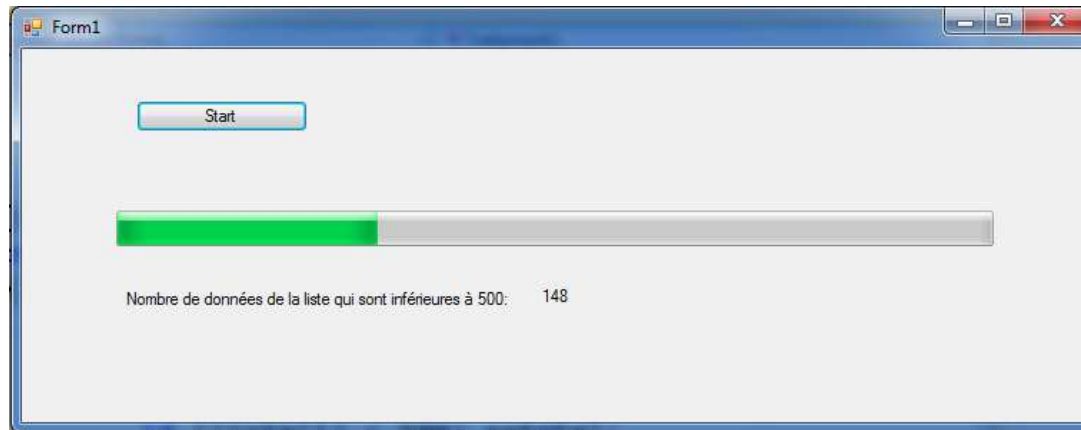 Form1
Start
Nombre de données de la liste qui sont inférieures à 500: 148